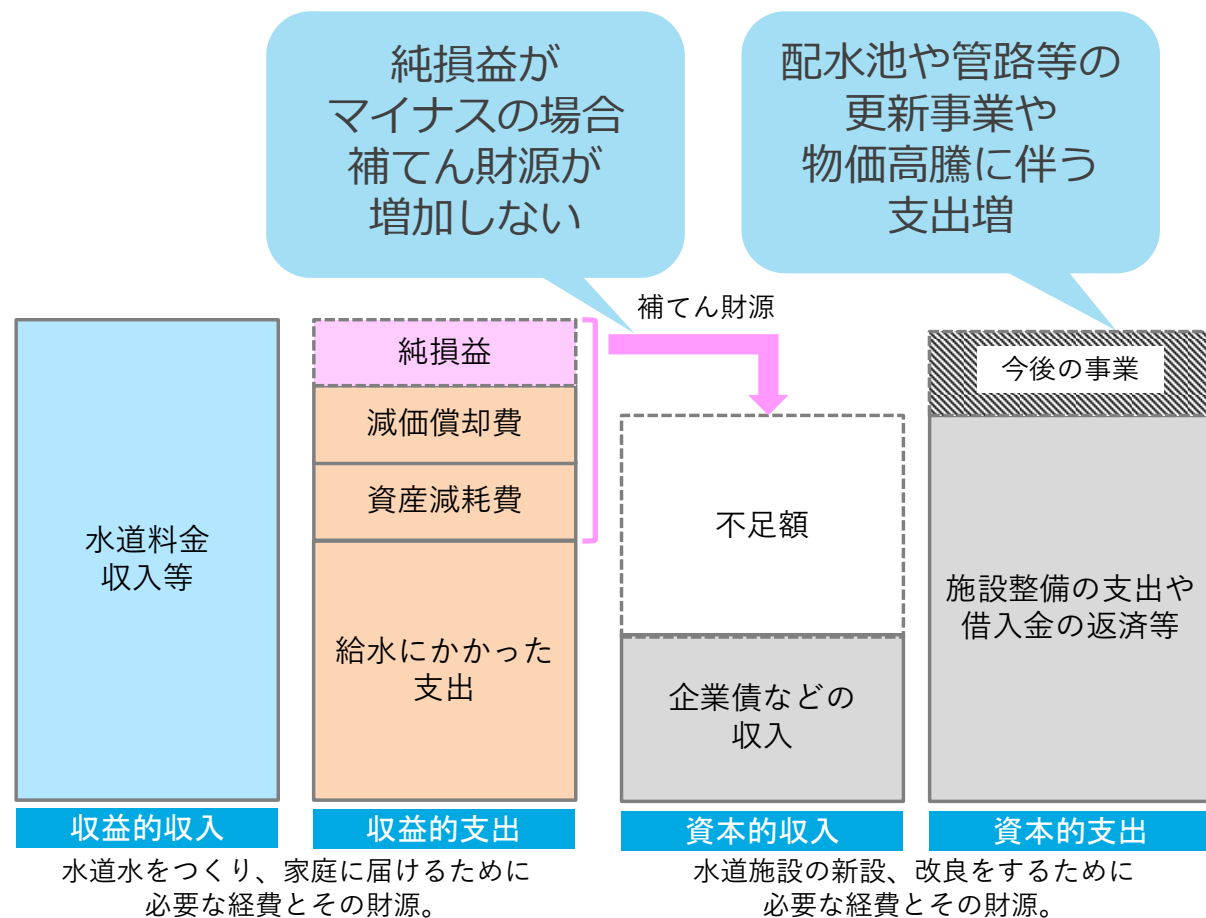 純損益が
マイナスの場合
補てん財源が
増加しない
配水池や管路等の
更新事業や
物価高騰に伴う
支出増
補てん財源
純損益
減価償却費
資産減耗費
水道料金
収入等
給水にかかった
支出
不足額
企業債などの
収入
今後の事業
施設整備の支出や
借入金の返済等
収益的収入
収益的支出
資本的収入
資本的支出
水道水をつくり、家庭に届けるために
必要な経費とその財源。
水道施設の新設、改良をするために
必要な経費とその財源。